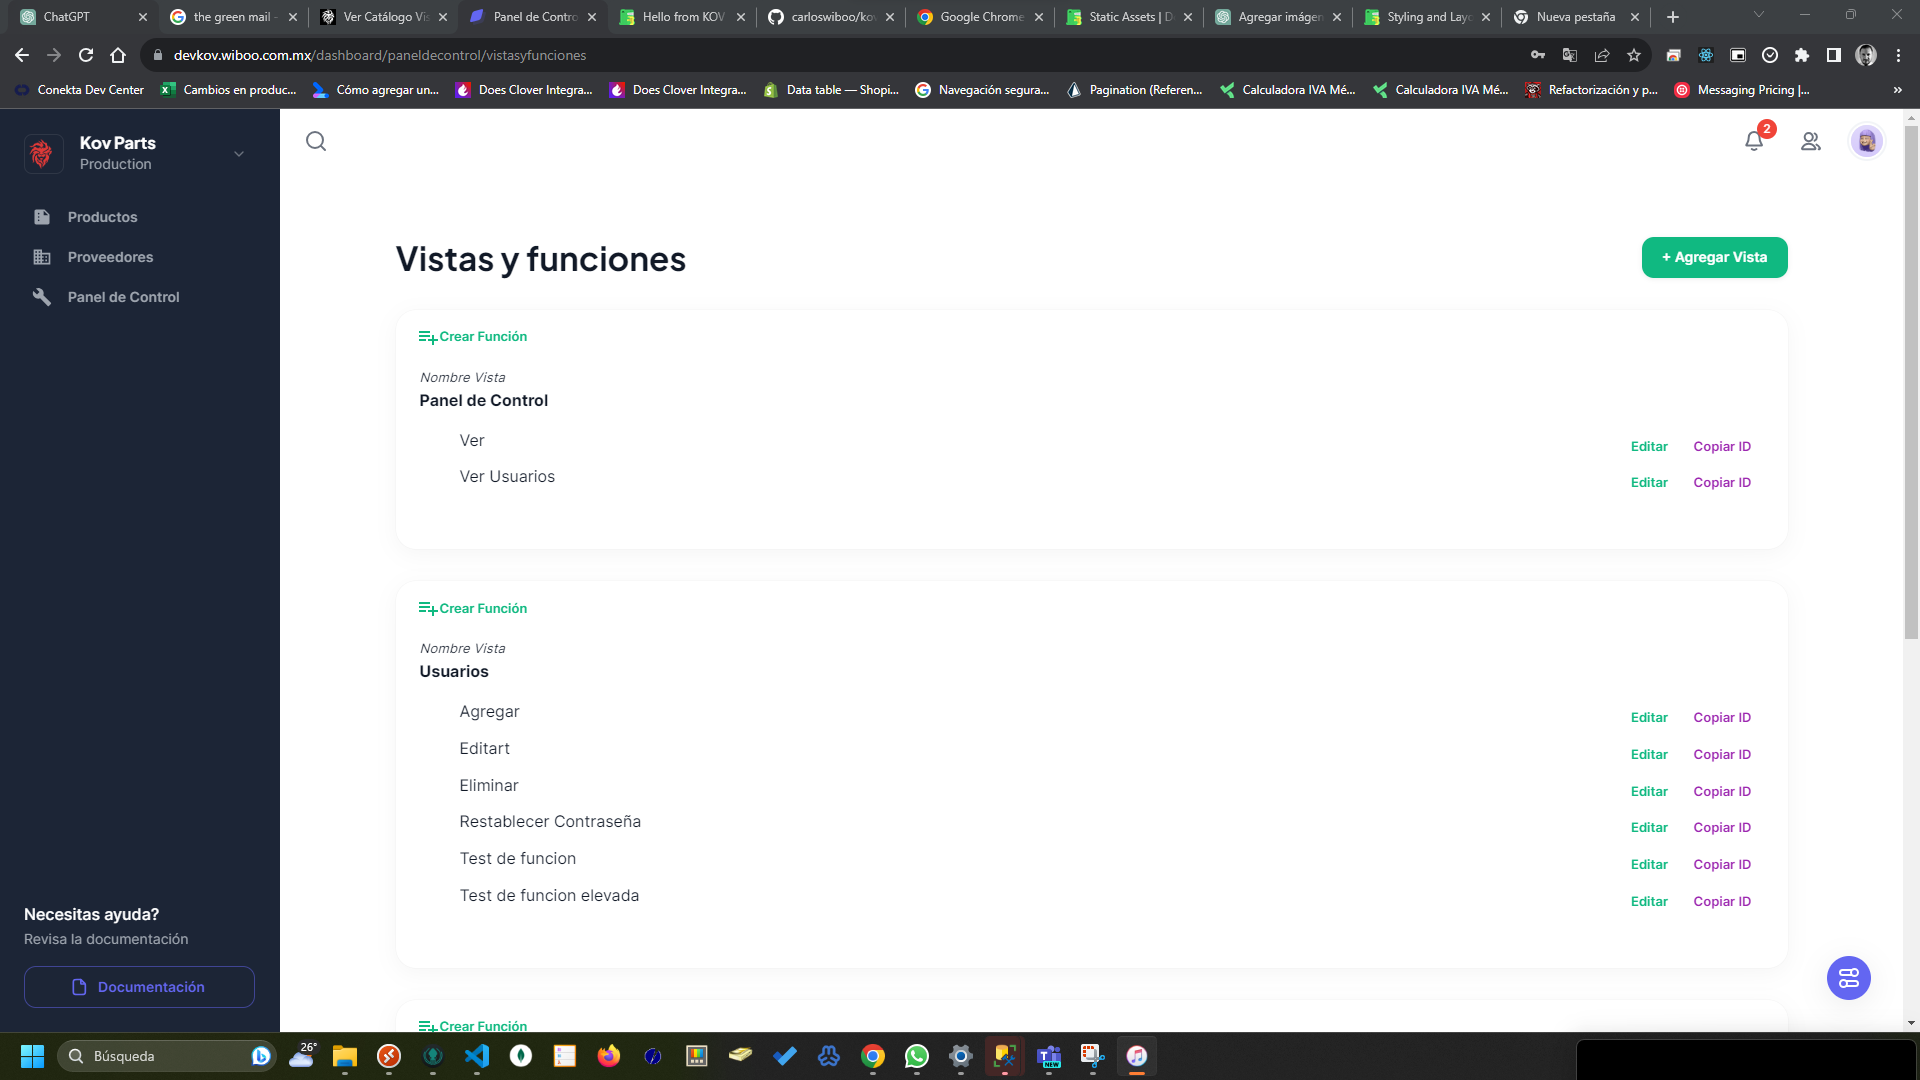 ChatGPT
the green mail -
Ver Catálogo Vis
Panel de Contro
Hello from KOV
carloswiboo/kov
Google Chrome
Static Assets | D
Agregar imágen
Styling and Layo
Nueva pestaña
devkov.wiboo.com.mx/dashboard/paneldecontrol/vistasyfunciones
Conekta Dev Center
Cambios en produc...
Cómo agregar un...
Does Clover Integra...
Does Clover Integra...
Data table — Shopi...
Navegación segura...
Pagination (Referen...
Calculadora IVA Mé...
Calculadora IVA Mé...
Refactorización y p...
Messaging Pricing |...
»
Kov Parts
Production
2
Productos
Proveedores
Panel de Control
Vistas y funciones
+ Agregar Vista
Crear Función
Nombre Vista
Panel de Control
Ver
Editar Copiar ID
Ver Usuarios
Editar Copiar ID
Crear Función
Nombre Vista
Usuarios
Agregar
Editar Copiar ID
Editart
Editar Copiar ID
Eliminar
Editar Copiar ID
Restablecer Contraseña
Editar Copiar ID
Test de funcion
Editar Copiar ID
Test de funcion elevada
Editar Copiar ID
Crear Función
Necesitas ayuda?
Revisa la documentación
Documentación
Búsqueda
26°
NEW